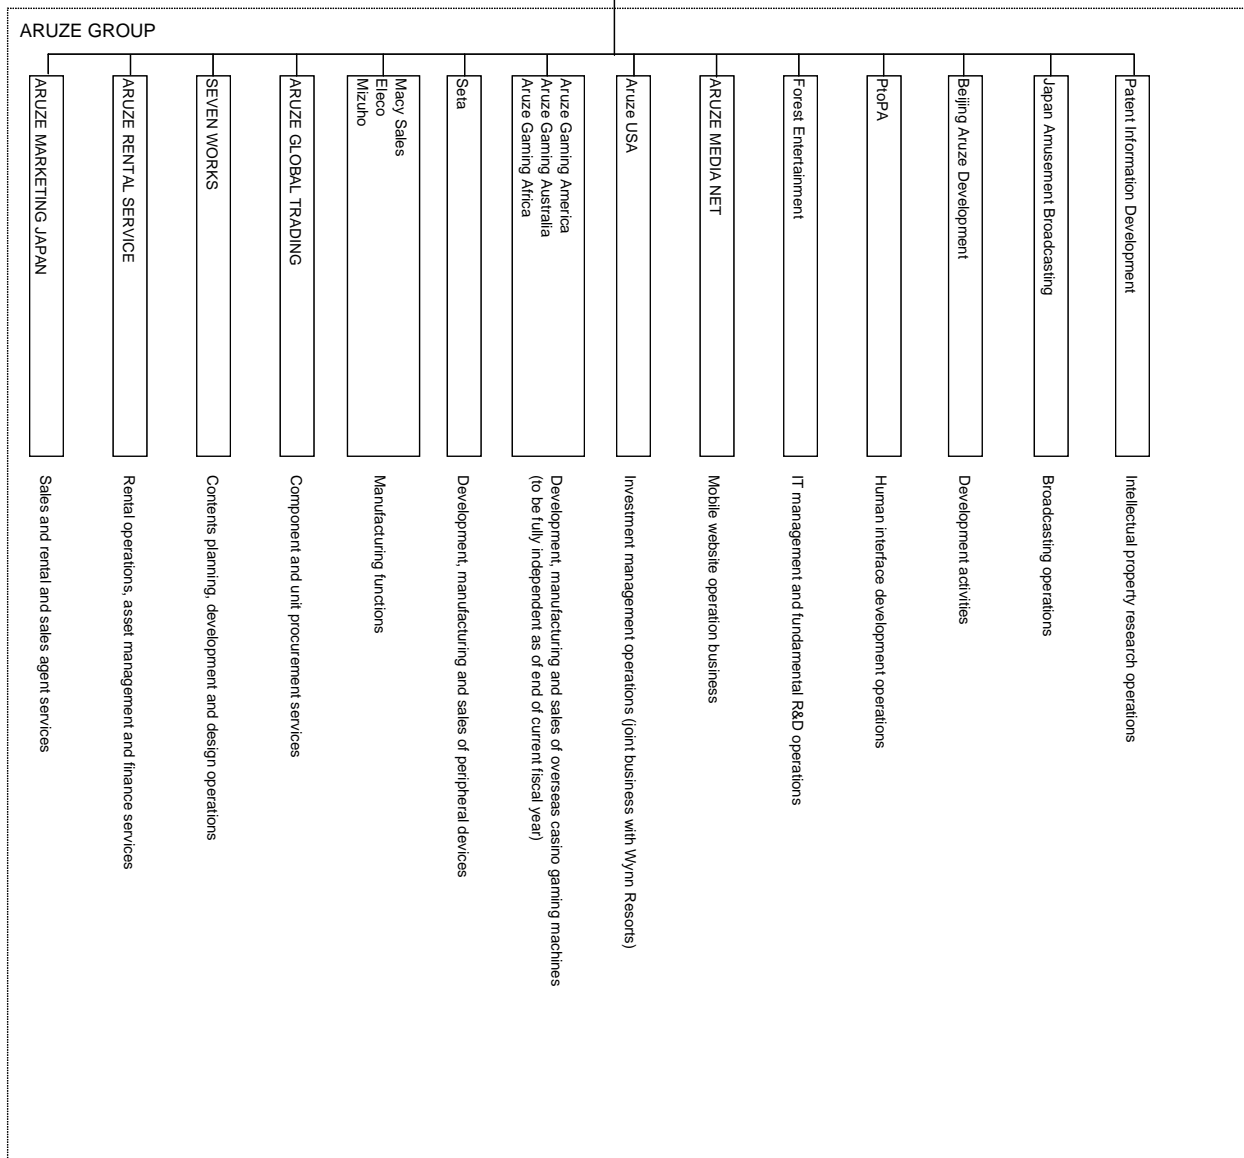 ARUZE GROUP
ARUZE MARKETING JAPAN
Sales and rental and sales agent services
ARUZE RENTAL SERVICE
Rental operations, asset management and finance services
SEVEN WORKS
Contents planning, development and design operations
ARUZE GLOBAL TRADING
Component and unit procurement services
Macy Sales
Eleco
Mizuho
Manufacturing functions
Seta
Development, manufacturing and sales of peripheral devices
Aruze Gaming America
Aruze Gaming Australia
Aruze Gaming Africa
Development, manufacturing and sales of overseas casino gaming machines
(to be fully independent as of end of current fiscal year)
Aruze USA
Investment management operations (joint business with Wynn Resorts)
ARUZE MEDIA NET
Mobile website operation business
Forest Entertainment
IT management and fundamental R&D operations
PtoPA
Human interface development operations
Beijing Aruze Development
Development activities
Japan Amusement Broadcasting
Broadcasting operations
Patent Information Development
Intellectual property research operations